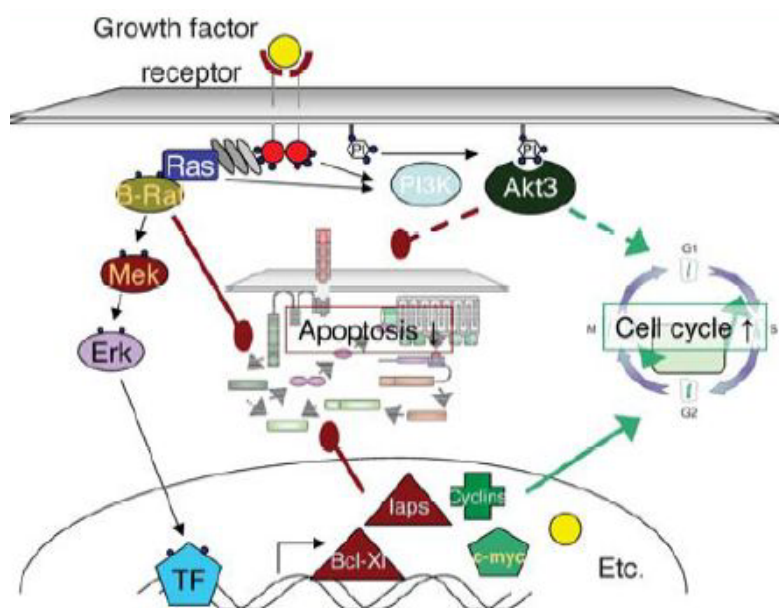 Growth factor
receptor
Ras
PI
PI
B-Raf
PI3K
Akt3
Mek
G1
Apoptosis ↓
M
Cell cycle ↑
S
Erk
G2
Iaps
Cyclins
Bcl-Xl
c-myc
Etc.
TF